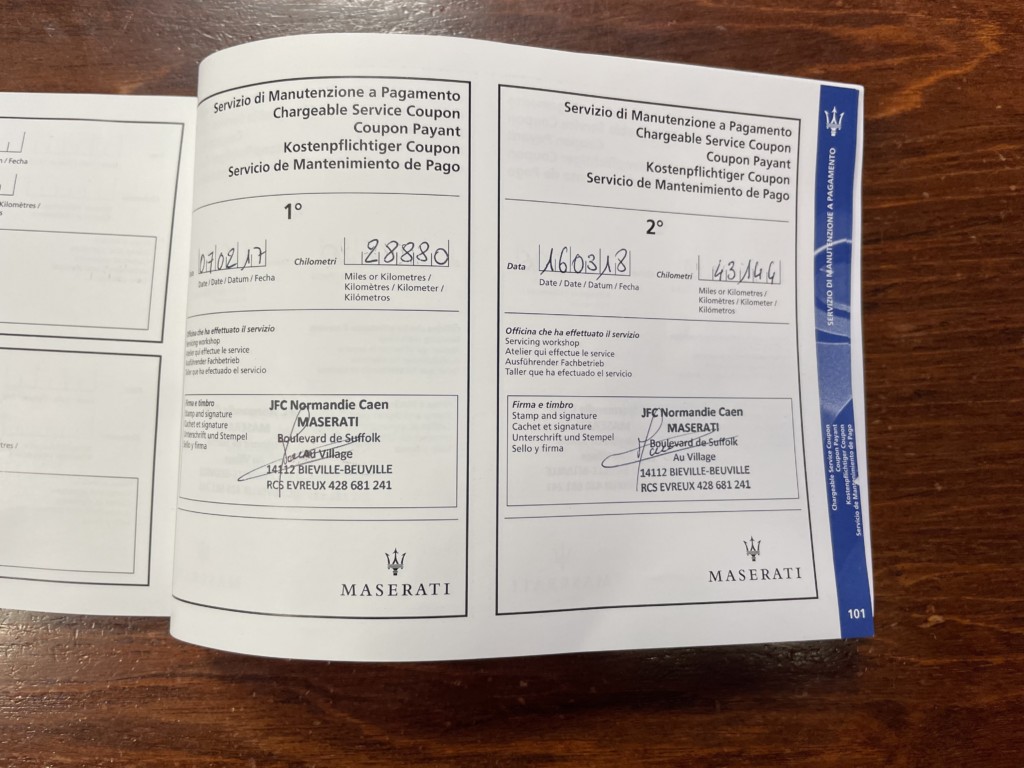 / Fecha
Kilomètres /
Servizio di Manutenzione a Pagamento
Chargeable Service Coupon
Coupon Payant
Kostenpflichtiger Coupon
Servicio de Mantenimiento de Pago
1°
07 02 17
Chilometri
28880
Date / Date / Datum / Fecha
Miles or Kilometres /
Kilomètres / Kilometer /
Kilómetros
Officina che ha effettuato il servizio
Servicing workshop
Atelier qui effectue le service
Ausführender Fachbetrieb
Taller que ha efectuado el servicio
Firma e timbro
Stamp and signature
Cachet et signature
Unterschrift und Stempel
Sello y firma
JFC Normandie Caen
MASERATI
Boulevard de Suffolk
Au Village
14112 BIEVILLE-BEUVILLE
RCS EVREUX 428 681 241
MASERATI
Servizio di Manutenzione a Pagamento
Chargeable Service Coupon
Coupon Payant
Kostenpflichtiger Coupon
Servicio de Mantenimiento de Pago
2°
Data
16 03 18
Chilometri
43144
Date / Date / Datum / Fecha
Miles or Kilometres /
Kilomètres / Kilometer /
Kilómetros
Officina che ha effettuato il servizio
Servicing workshop
Atelier qui effectue le service
Ausführender Fachbetrieb
Taller que ha efectuado el servicio
Firma e timbro
Stamp and signature
Cachet et signature
Unterschrift und Stempel
Sello y firma
JFC Normandie Caen
MASERATI
Boulevard de Suffolk
Au Village
14112 BIEVILLE-BEUVILLE
RCS EVREUX 428 681 241
MASERATI
SERVIZIO DI MANUTENZIONE A PAGAMENTO
Chargeable Service Coupon
Coupon Payant
Kostenpflichtiger Coupon
Servicio de Mantenimiento de Pago
101